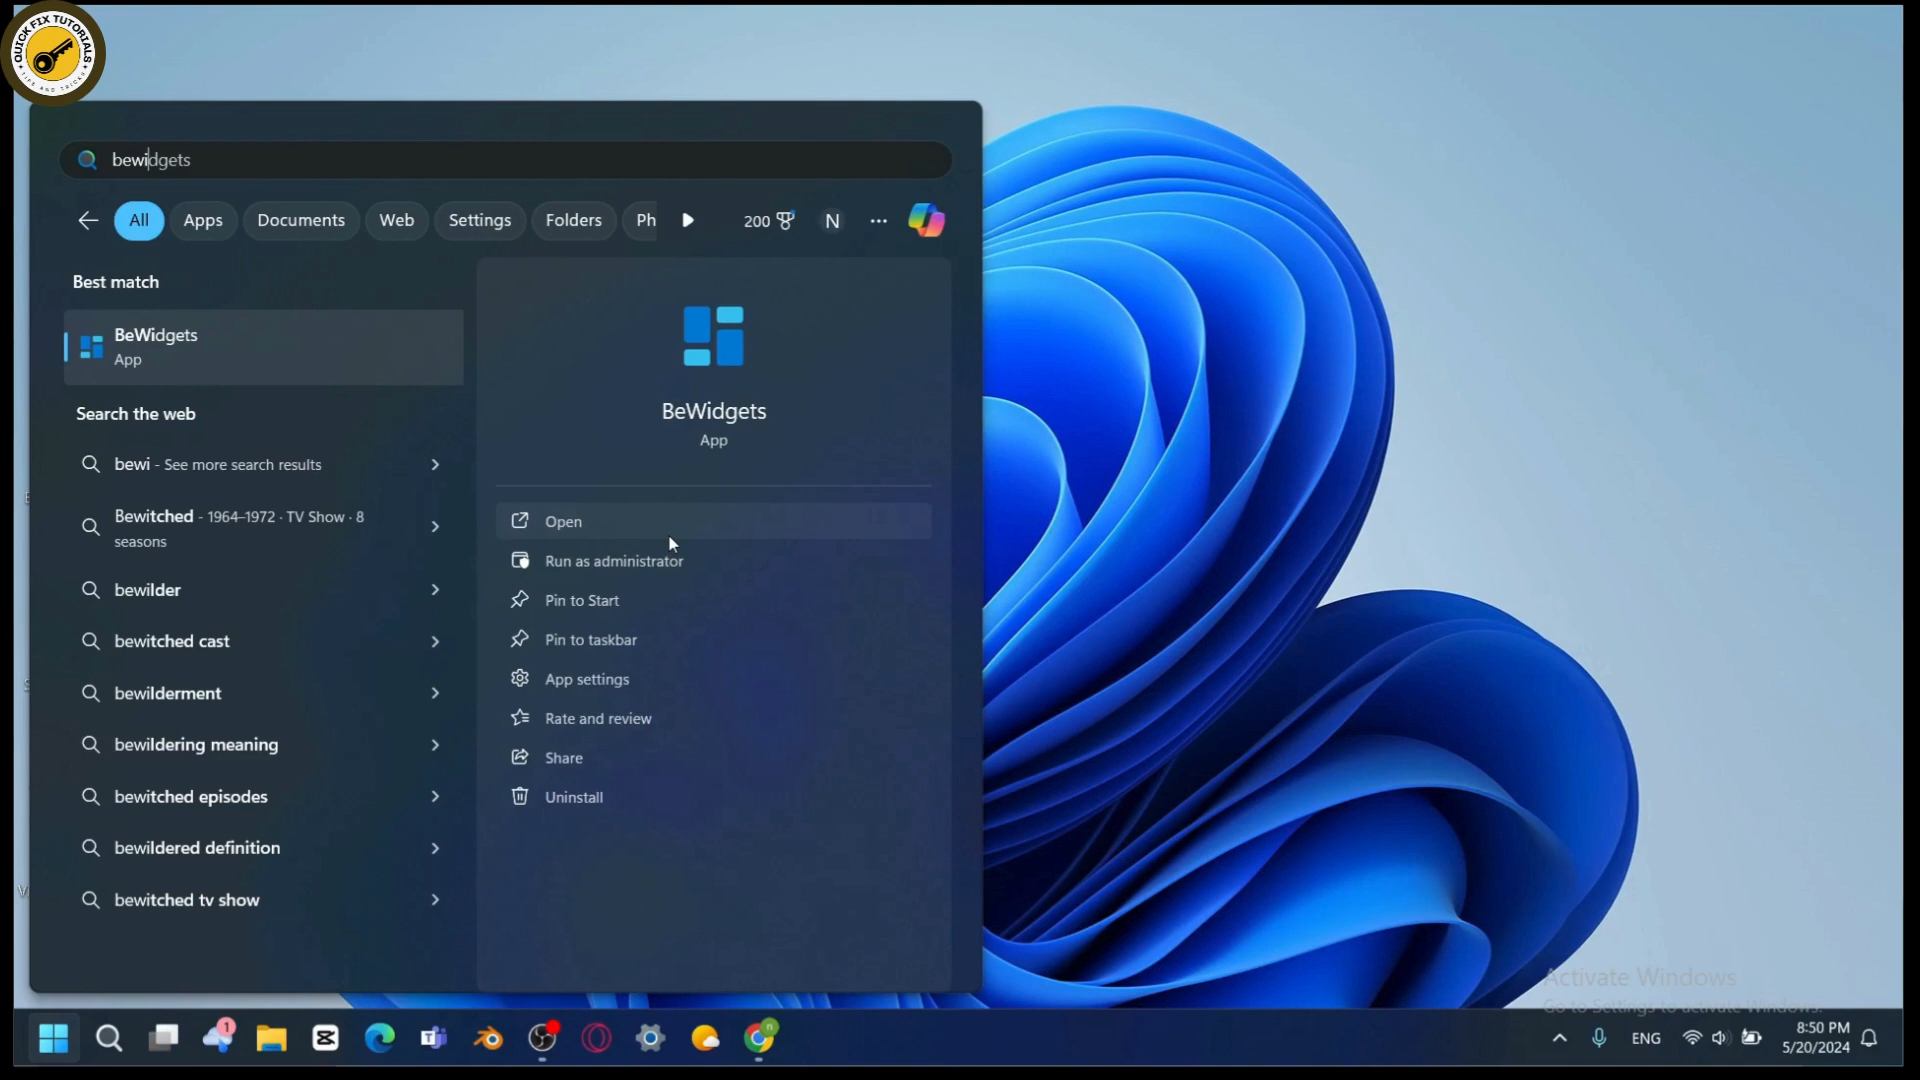 QUICK FIX TUTORIALS
TIPS AND TRICKS
bewidgets
All
Apps
Documents
Web
Settings
Folders
Ph
200
N
Best match
BeWidgets
App
Search the web
bewi - See more search results
Bewitched - 1964–1972 · TV Show · 8
seasons
bewilder
bewitched cast
bewilderment
bewildering meaning
bewitched episodes
bewildered definition
bewitched tv show
BeWidgets
App
Open
Run as administrator
Pin to Start
Pin to taskbar
App settings
Rate and review
Share
Uninstall
Activate Windows
Go to Settings to activate Windows.
1
n
ENG
8:50 PM
5/20/2024